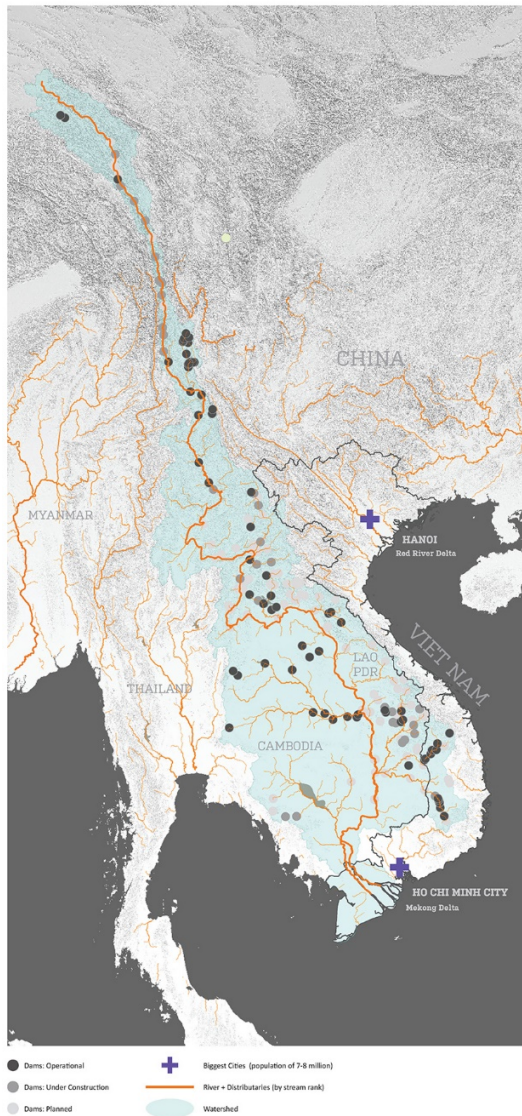 CHINA
MYANMAR
HANOI
Red River Delta
VIET NAM
LAO
PDR
THAILAND
CAMBODIA
HO CHI MINH CITY
Mekong Delta
Dams: Operational
Biggest Cities (population of 7-8 million)
Dams: Under Construction
River + Distributaries (by stream rank)
Dams: Planned
Watershed